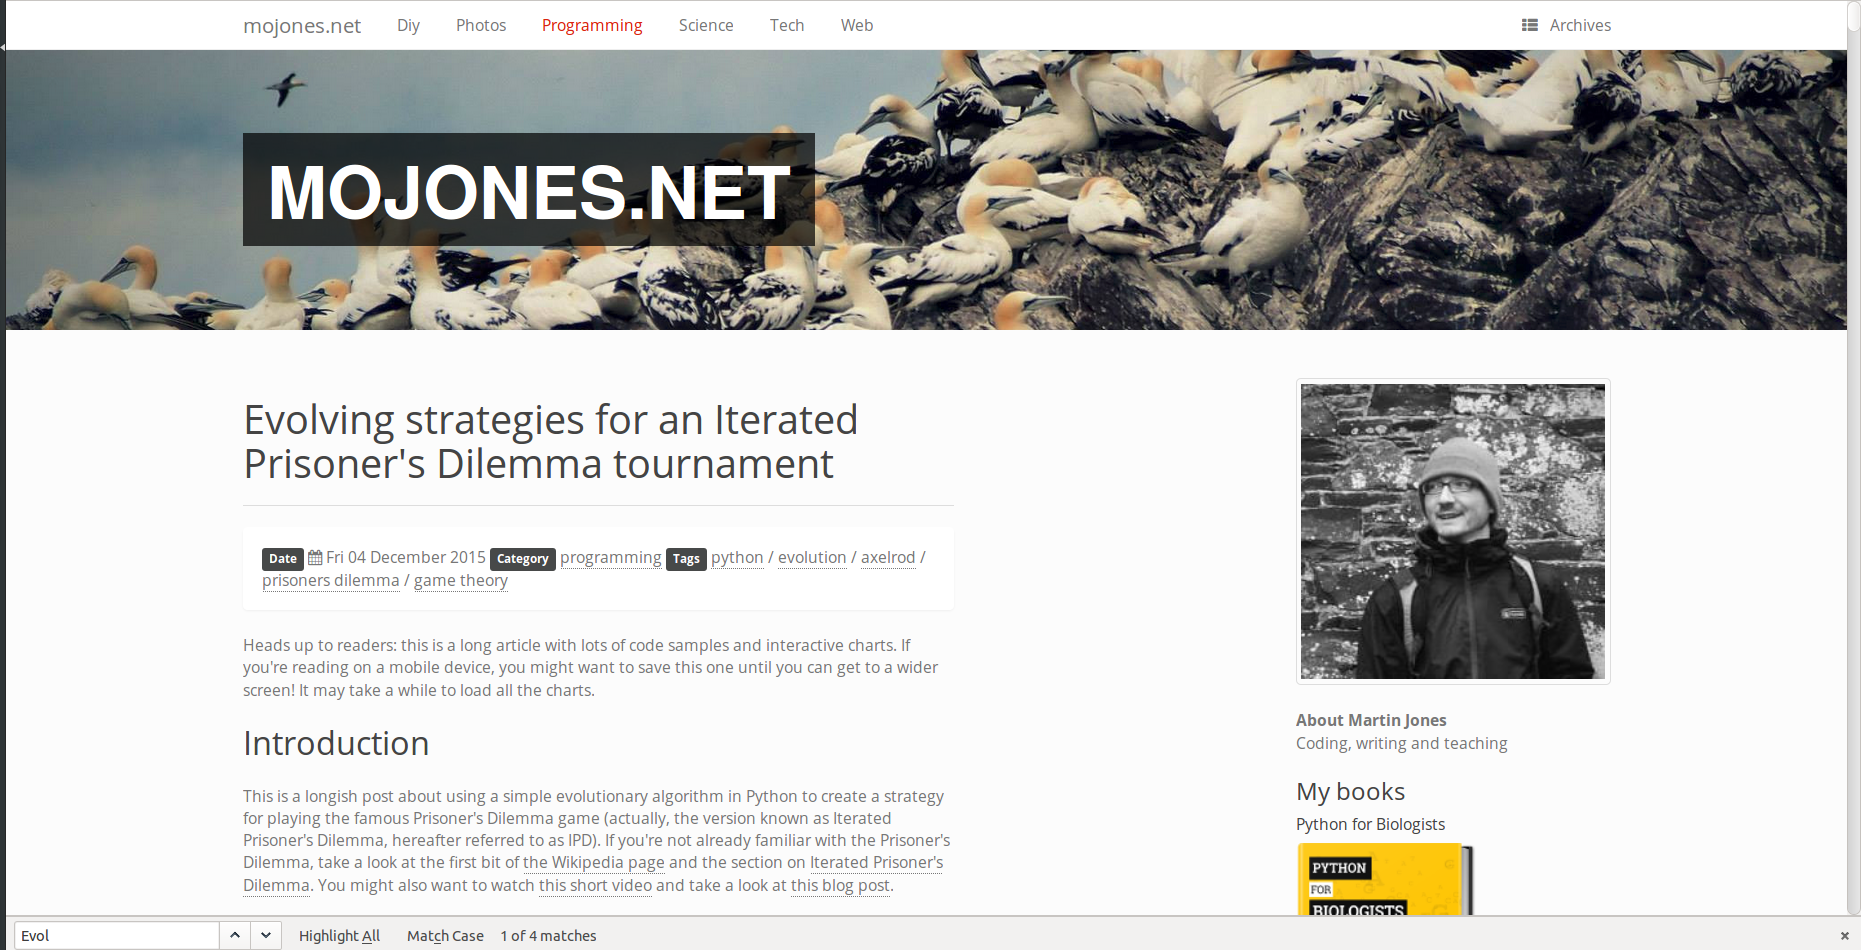 mojones.net Diy Photos Programming Science Tech Web Archives
MOJONES.NET
Evolving strategies for an Iterated
Prisoner's Dilemma tournament
Date Fri 04 December 2015 Category programming Tags python / evolution / axelrod /
prisoners dilemma / game theory
Heads up to readers: this is a long article with lots of code samples and interactive charts. If
you're reading on a mobile device, you might want to save this one until you can get to a wider
screen! It may take a while to load all the charts.
Introduction
This is a longish post about using a simple evolutionary algorithm in Python to create a strategy
for playing the famous Prisoner's Dilemma game (actually, the version known as Iterated
Prisoner's Dilemma, hereafter referred to as IPD). If you're not already familiar with the Prisoner's
Dilemma, take a look at the first bit of the Wikipedia page and the section on Iterated Prisoner's
Dilemma. You might also want to watch this short video and take a look at this blog post.
About Martin Jones
Coding, writing and teaching
My books
Python for Biologists
PYTHON
FOR
BIOLOGISTS
Evol Highlight All Match Case 1 of 4 matches